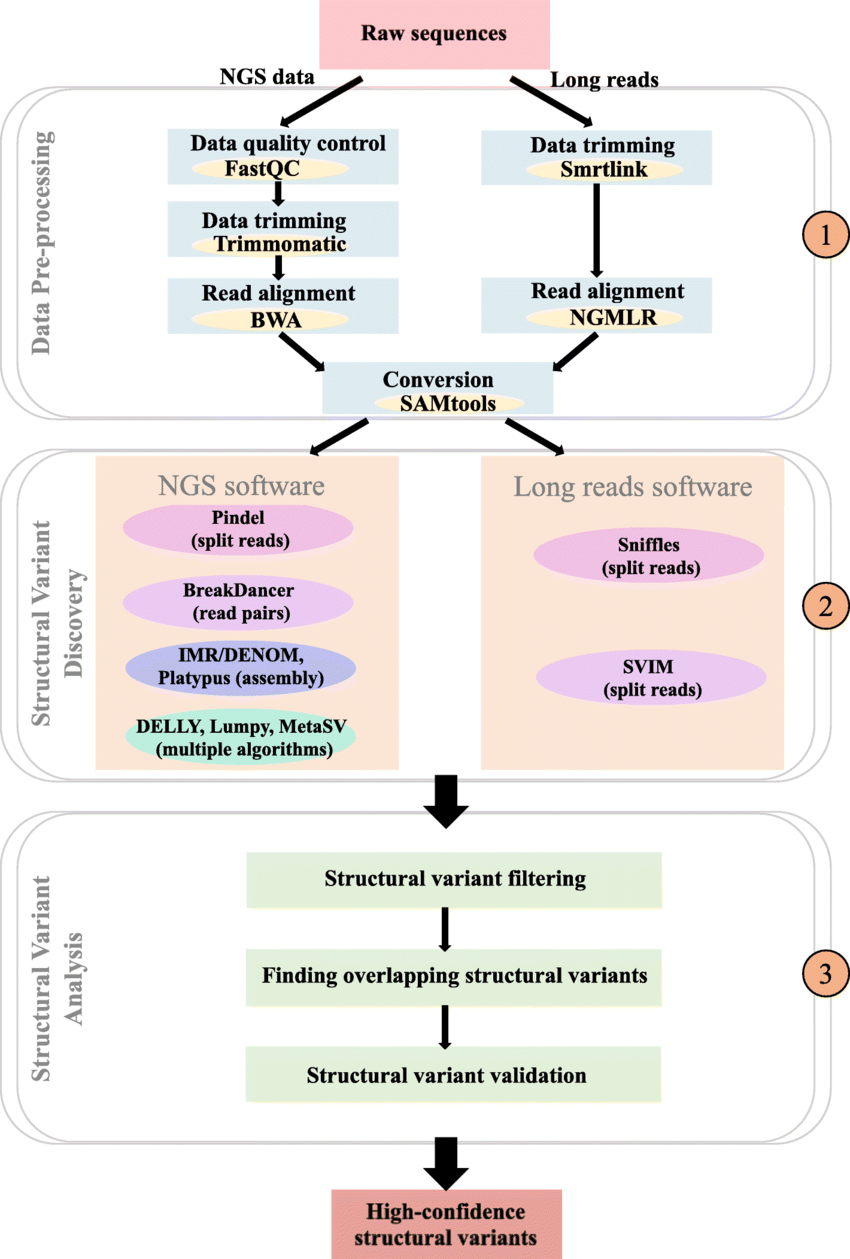 Raw sequences
NGS data
Long reads
Data Pre-processing
Data quality control
FastQC
Data trimming
Trimmomatic
Read alignment
BWA
Data trimming
Smrtlink
Read alignment
NGMLR
1
Conversion
SAMtools
Structural Variant
Discovery
NGS software
Pindel
(split reads)
BreakDancer
(read pairs)
IMR/DENOM,
Platypus (assembly)
DELLY, Lumpy, MetaSV
(multiple algorithms)
Long reads software
Sniffles
(split reads)
SVIM
(split reads)
2
Structural Variant
Analysis
Structural variant filtering
Finding overlapping structural variants
Structural variant validation
3
High-confidence
structural variants